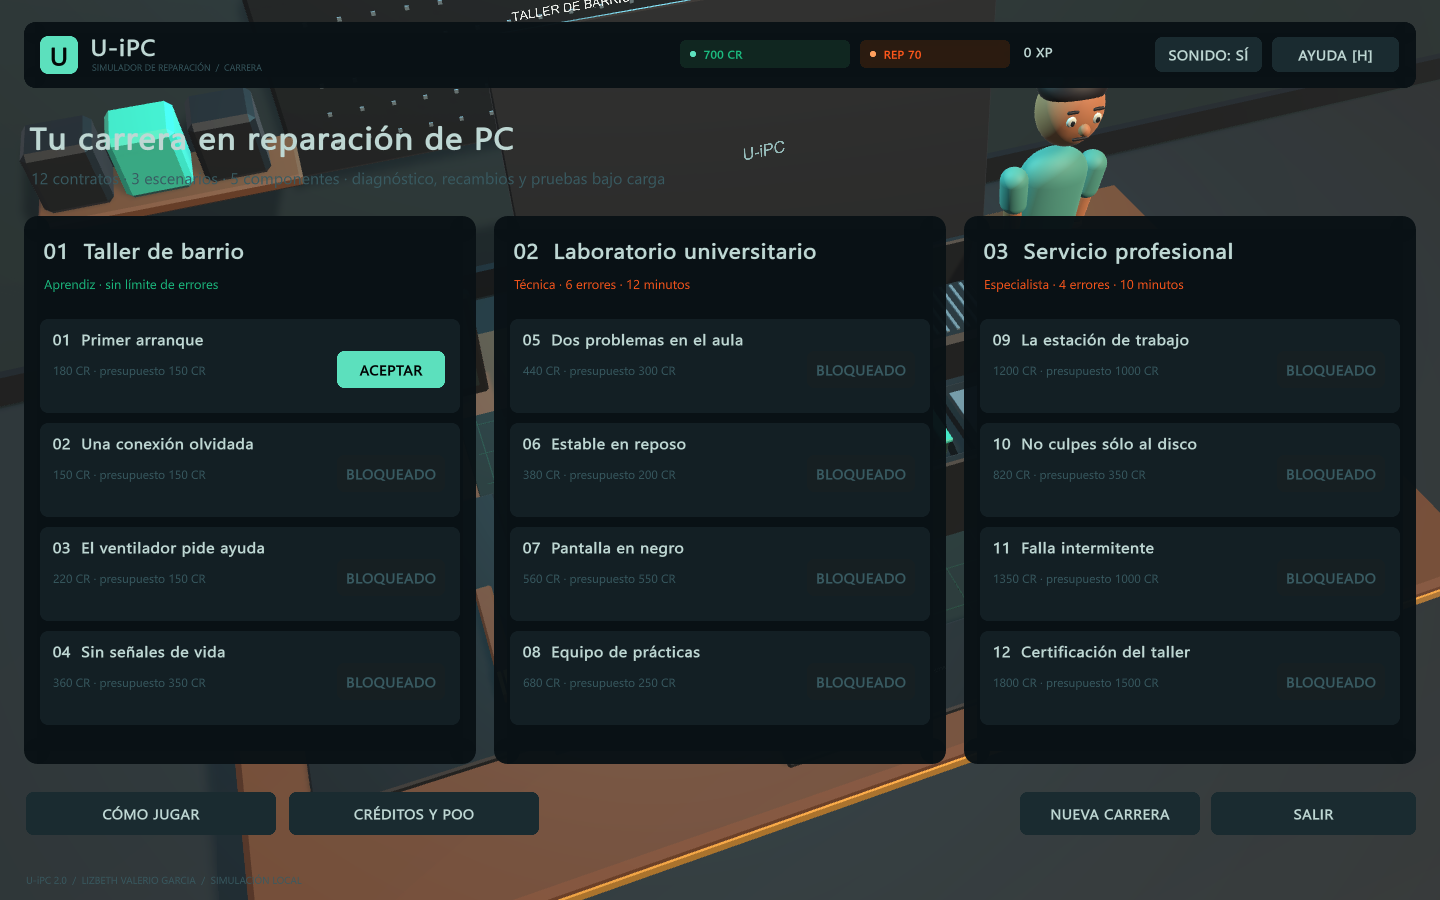 TALLER DE BARRIO
U
U-iPC
SIMULADOR DE REPARACIÓN / CARRERA
700 CR
REP 70
0 XP
SONIDO: SÍ
AYUDA [H]
Tu carrera en reparación de PC
12 contratos · 3 escenarios · 5 componentes · diagnóstico, recambios y pruebas bajo carga
U-iPC
01 Taller de barrio
Aprendiz · sin límite de errores
01 Primer arranque
180 CR · presupuesto 150 CR
ACEPTAR
02 Una conexión olvidada
150 CR · presupuesto 150 CR
BLOQUEADO
03 El ventilador pide ayuda
220 CR · presupuesto 150 CR
BLOQUEADO
04 Sin señales de vida
360 CR · presupuesto 350 CR
BLOQUEADO
02 Laboratorio universitario
Técnica · 6 errores · 12 minutos
05 Dos problemas en el aula
440 CR · presupuesto 300 CR
BLOQUEADO
06 Estable en reposo
380 CR · presupuesto 200 CR
BLOQUEADO
07 Pantalla en negro
560 CR · presupuesto 550 CR
BLOQUEADO
08 Equipo de prácticas
680 CR · presupuesto 250 CR
BLOQUEADO
03 Servicio profesional
Especialista · 4 errores · 10 minutos
09 La estación de trabajo
1200 CR · presupuesto 1000 CR
BLOQUEADO
10 No culpes sólo al disco
820 CR · presupuesto 350 CR
BLOQUEADO
11 Falla intermitente
1350 CR · presupuesto 1000 CR
BLOQUEADO
12 Certificación del taller
1800 CR · presupuesto 1500 CR
BLOQUEADO
CÓMO JUGAR
CRÉDITOS Y POO
NUEVA CARRERA
SALIR
U-iPC 2.0 / LIZBETH VALERIO GARCIA / SIMULACIÓN LOCAL